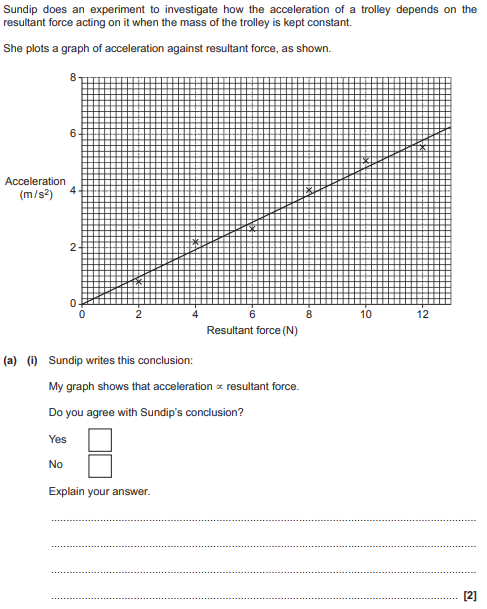 Sundip does an experiment to investigate how the acceleration of a trolley depends on the
resultant force acting on it when the mass of the trolley is kept constant.
She plots a graph of acceleration against resultant force, as shown.
8
6
Acceleration
(m/s²)
4
2
0
0 2 4 6 8 10 12
Resultant force (N)
(a) (i) Sundip writes this conclusion:
My graph shows that acceleration ∝ resultant force.
Do you agree with Sundip's conclusion?
Yes
No
Explain your answer.
[2]